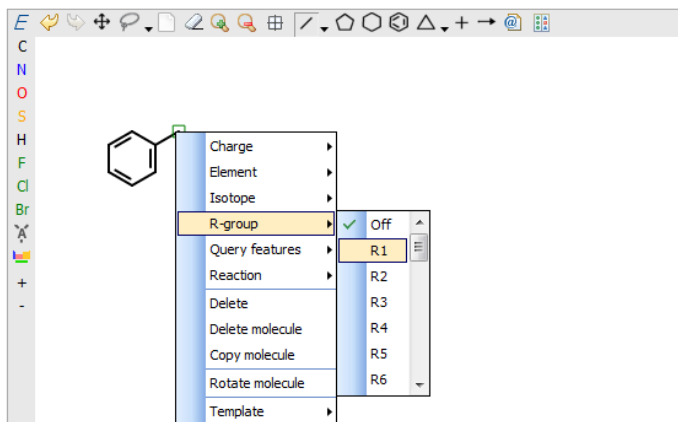 E
C
N
O
S
H
F
Cl
Br
A
+
-
Charge
Element
Isotope
R-group
Query features
Reaction
Delete
Delete molecule
Copy molecule
Rotate molecule
Template
Off
R1
R2
R3
R4
R5
R6